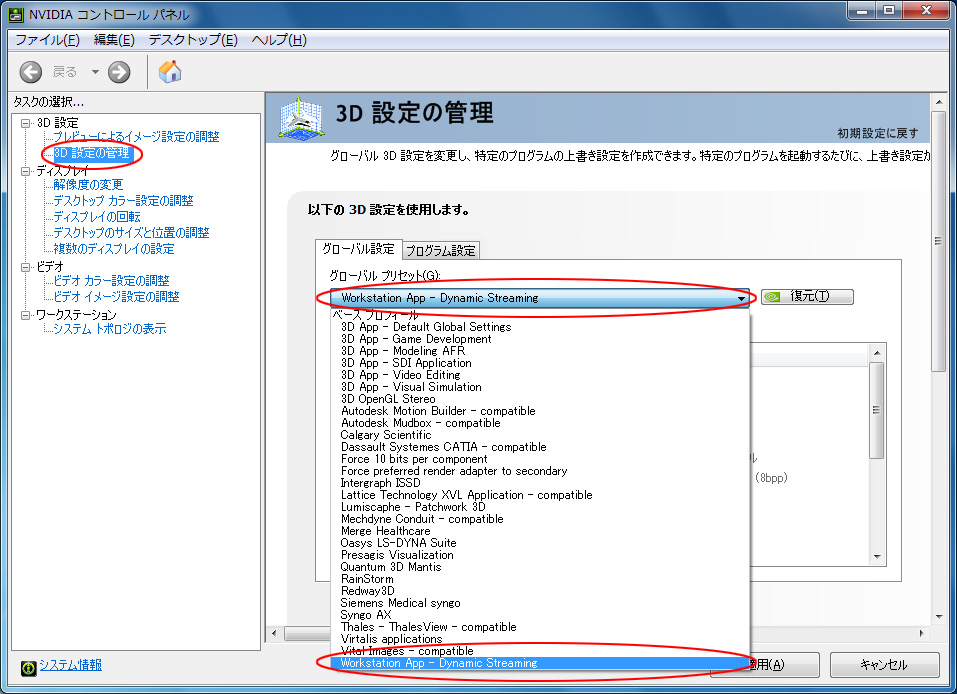 NVIDIA コントロール パネル
ファイル(F) 編集(E) デスクトップ(E) ヘルプ(H)
戻る
タスクの選択...
3D 設定
プレビューによるイメージ設定の調整
3D 設定の管理
ディスプレイ
解像度の変更
デスクトップ カラー設定の調整
ディスプレイの回転
デスクトップのサイズと位置の調整
複数のディスプレイの設定
ビデオ
ビデオ カラー設定の調整
ビデオ イメージ設定の調整
ワークステーション
システム トポロジの表示
システム情報
3D 設定の管理
初期設定に戻す
グローバル 3D 設定を変更し、特定のプログラムの上書き設定を作成できます。特定のプログラムを起動するたびに、上書き設定が
以下の 3D 設定を使用します。
グローバル設定 プログラム設定
グローバル プリセット(G):
Workstation App - Dynamic Streaming
復元(T)
ベース プロフィール
3D App - Default Global Settings
3D App - Game Development
3D App - Modeling AFR
3D App - SDI Application
3D App - Video Editing
3D App - Visual Simulation
3D OpenGL Stereo
Autodesk Motion Builder - compatible
Autodesk Mudbox - compatible
Calgary Scientific
Dassault Systemes CATIA - compatible
Force 10 bits per component
Force preferred render adapter to secondary
Intergraph ISSD
Lattice Technology XVL Application - compatible
Lumiscaphe - Patchwork 3D
Mechdyne Conduit - compatible
Merge Healthcare
Oasys LS-DYNA Suite
Presagis Visualization
Quantum 3D Mantis
RainStorm
Redway3D
Siemens Medical syngo
Syngo AX
Thales - ThalesView - compatible
Virtalis applications
Vital Images - compatible
Workstation App - Dynamic Streaming
ル
(8bpp)
用(A)
キャンセル